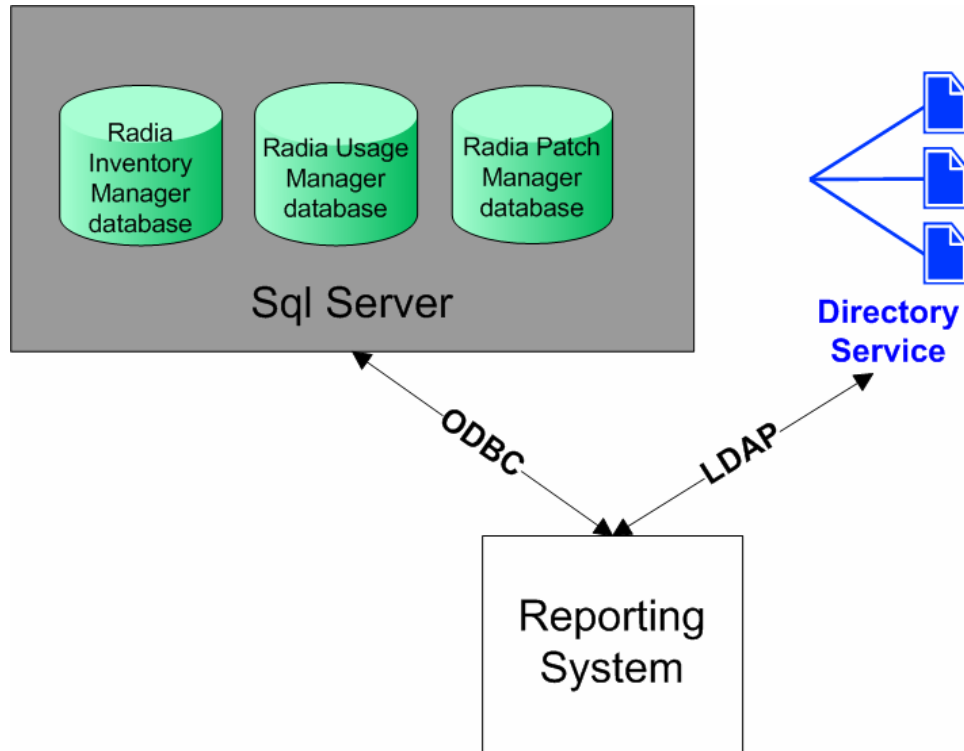 Radia
Inventory
Manager
database
Radia Usage
Manager
database
Radia Patch
Manager
database
Sql Server
Directory
Service
ODBC
LDAP
Reporting
System